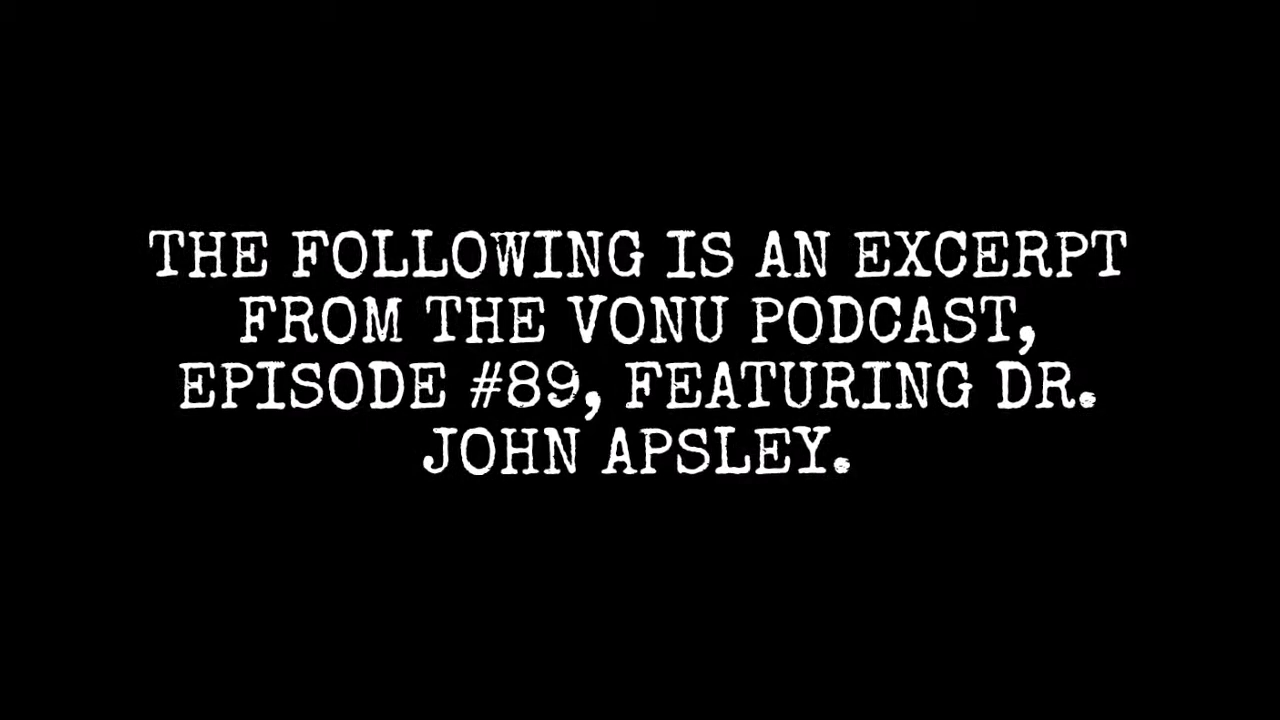 THE FOLLOWING IS AN EXCERPT
FROM THE VONU PODCAST,
EPISODE #89, FEATURING DR.
JOHN APSLEY.